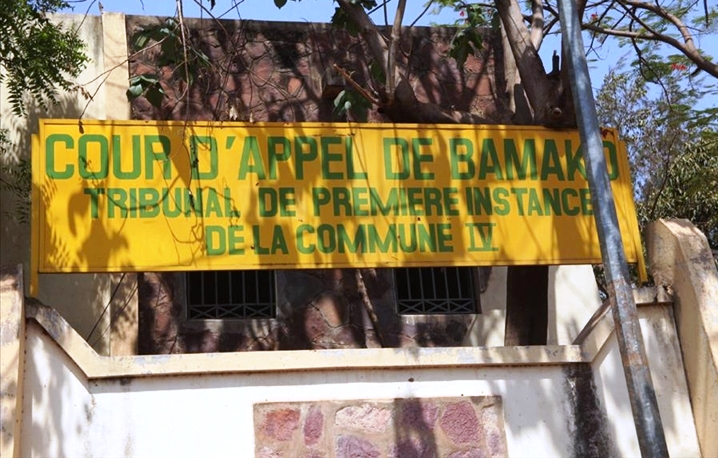 COUR D'APPEL DE BAMAKO
TRIBUNAL DE PREMIERE INSTANCE
DE LA COMMUNE IV